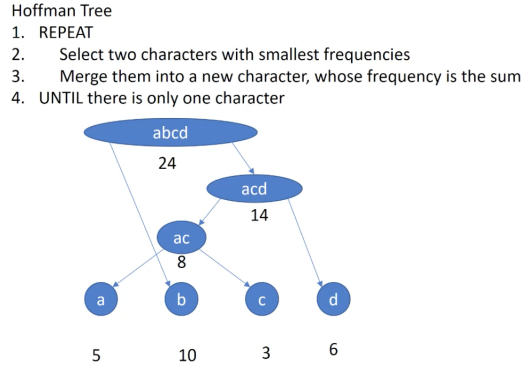 Hoffman Tree
1. REPEAT
2. Select two characters with smallest frequencies
3. Merge them into a new character, whose frequency is the sum
4. UNTIL there is only one character
abcd
24
acd
14
ac
8
a b c d
5 10 3 6